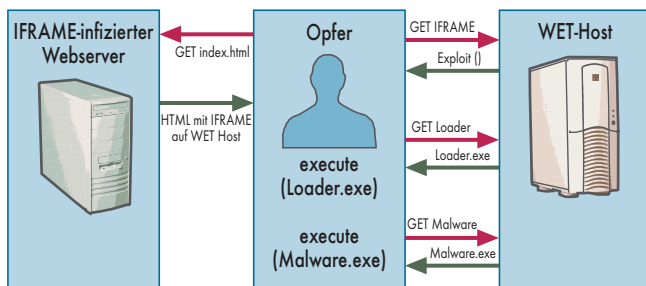 IFRAME-infizierter
Webserver
GET index.html
HTML mit IFRAME
auf WET Host
Opfer
execute
(Loader.exe)
execute
(Malware.exe)
GET IFRAME
Exploit ()
GET Loader
Loader.exe
GET Malware
Malware.exe
WET-Host